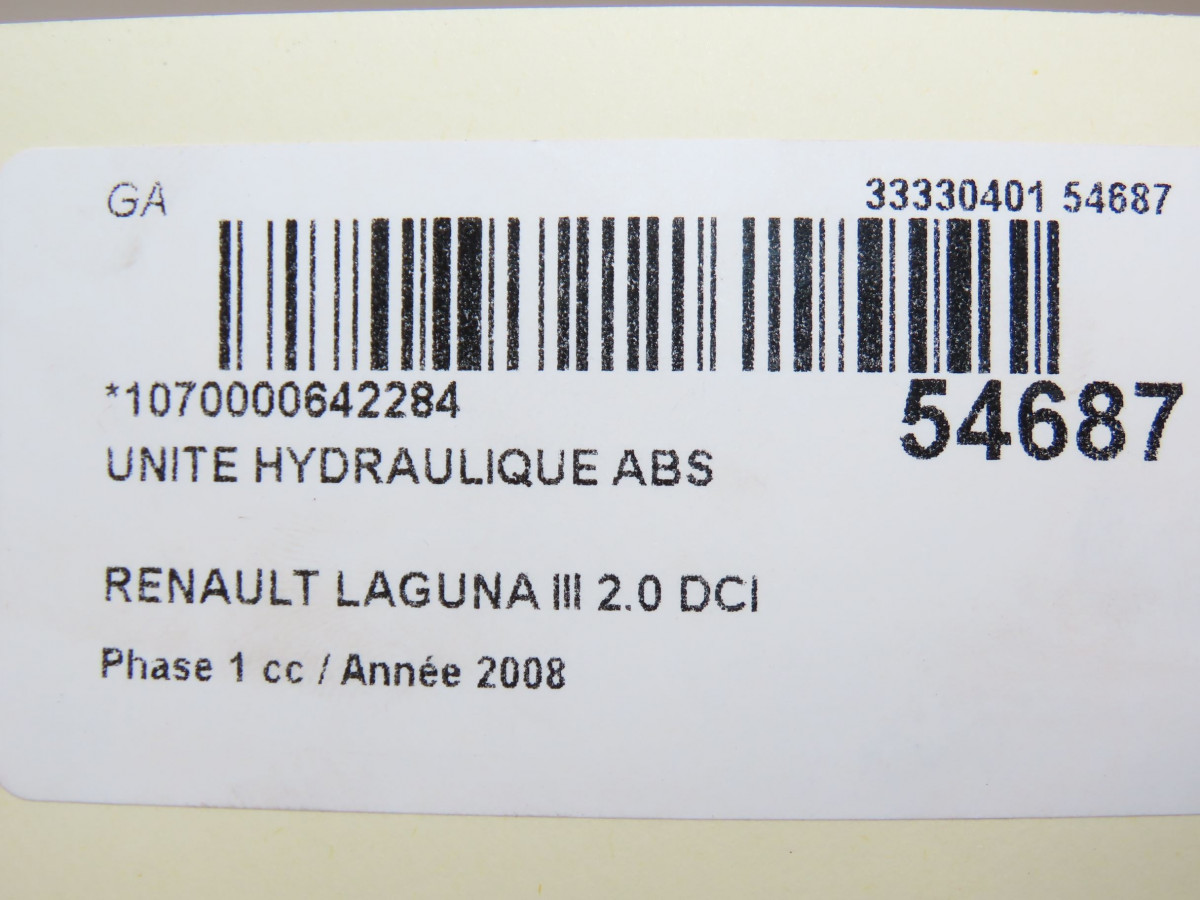 GA
33330401 54687
*1070000642284
54687
UNITE HYDRAULIQUE ABS
RENAULT LAGUNA III 2.0 DCI
Phase 1 cc / Année 2008